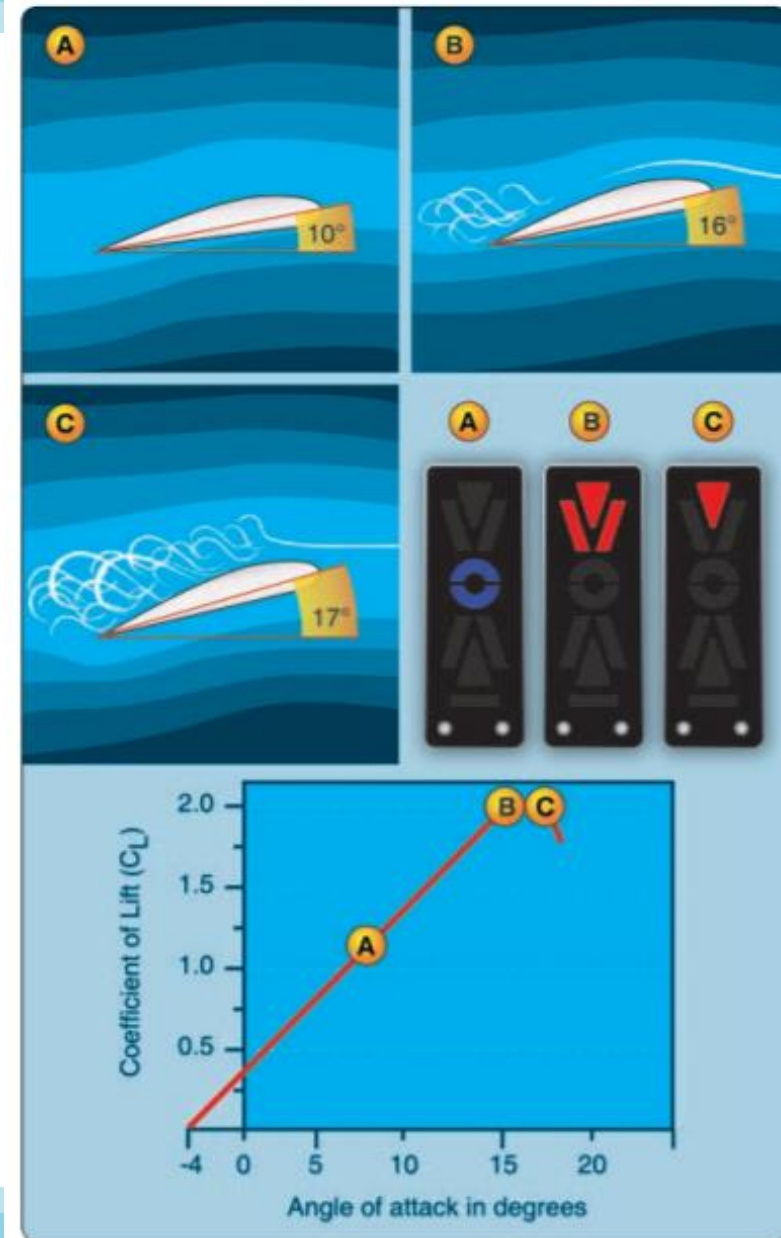 A
B
10°
16°
C
A
B
C
17°
2.0
B
C
Coefficient of Lift (CL)
1.5
A
1.0
0.5
-4 0 5 10 15 20
Angle of attack in degrees